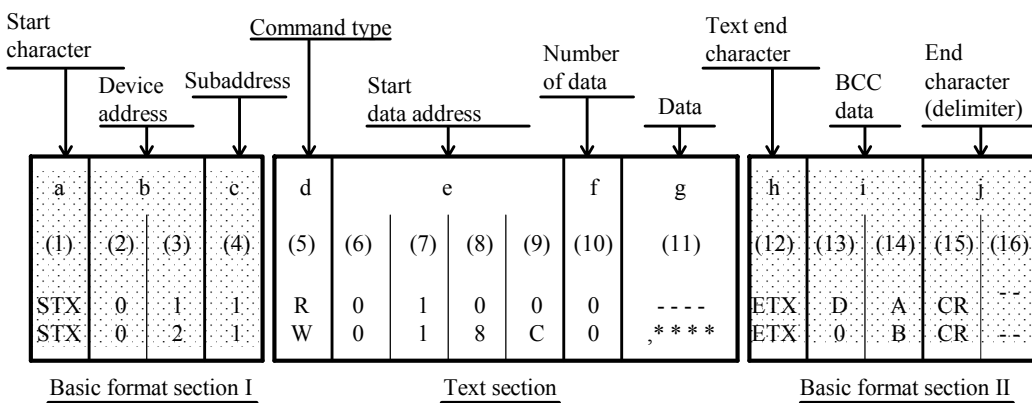 Start
character
Device
address
Subaddress
Command type
Start
data address
Number
of data
Data
Text end
character
BCC
data
End
character
(delimiter)
a b c d e f g h i j
(1) (2) (3) (4) (5) (6) (7) (8) (9) (10) (11) (12) (13) (14) (15) (16)
STX 0 1 1 R 0 1 0 0 0 - - - - ETX D A CR - -
STX 0 2 1 W 0 1 8 C 0 ,* * * * ETX 0 B CR - -
Basic format section I Text section Basic format section II